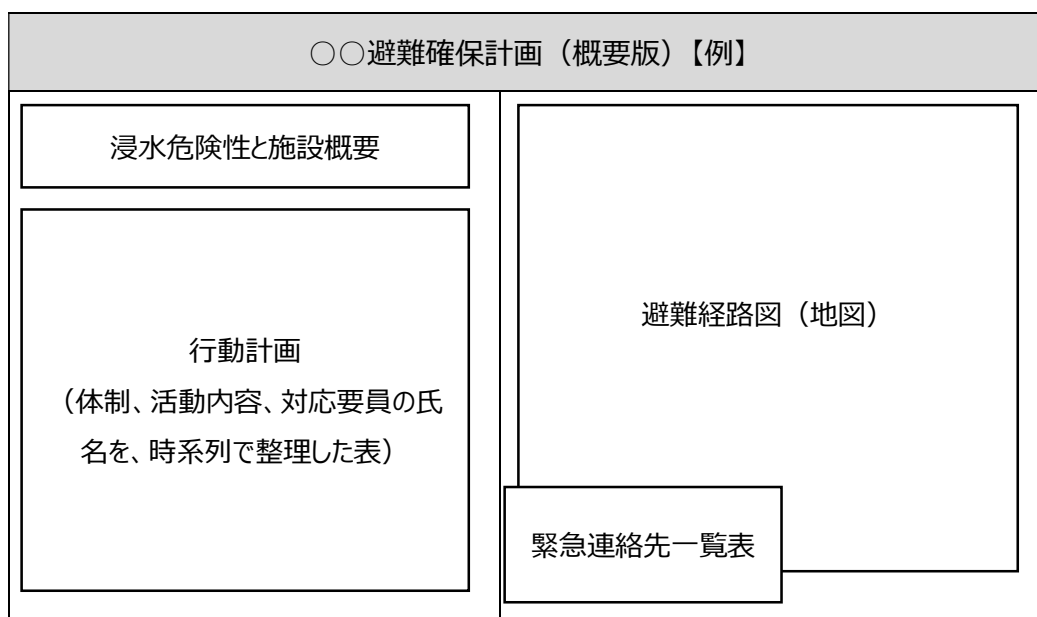 ○○避難確保計画（概要版）【例】
浸水危険性と施設概要
行動計画
（体制、活動内容、対応要員の氏
名を、時系列で整理した表）
避難経路図（地図）
緊急連絡先一覧表